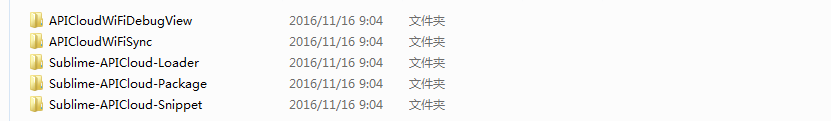 APICloudWiFiDebugView 2016/11/16 9:04 文件夹
APICloudWiFiSync 2016/11/16 9:04 文件夹
Sublime-APICloud-Loader 2016/11/16 9:04 文件夹
Sublime-APICloud-Package 2016/11/16 9:04 文件夹
Sublime-APICloud-Snippet 2016/11/16 9:04 文件夹